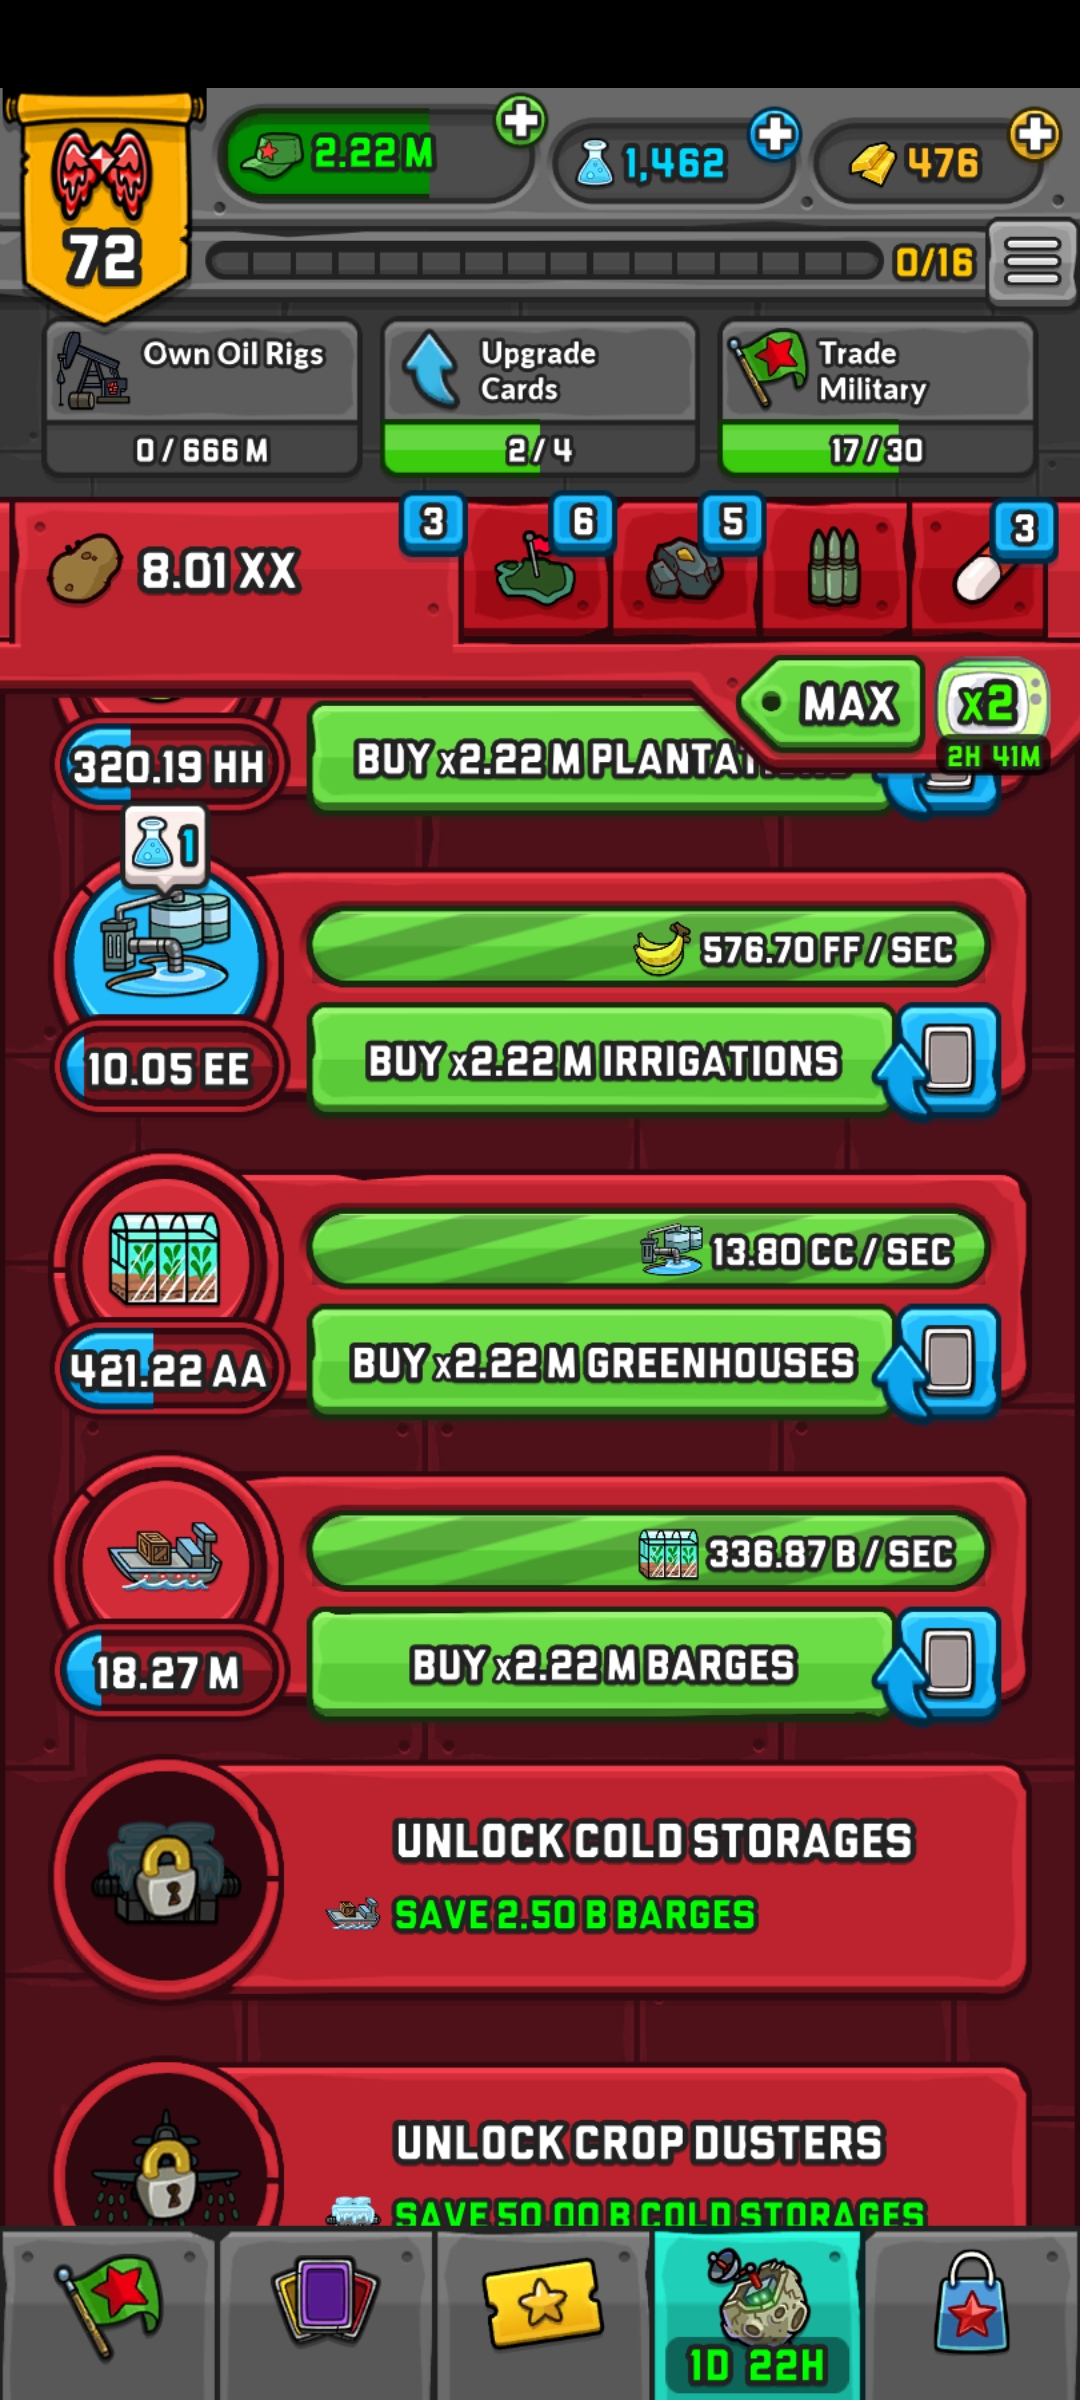 2.22 M
1,462
476
72
0/16
Own Oil Rigs
0 / 666 M
Upgrade
Cards
2 / 4
Trade
Military
17 / 30
8.01 XX
3
6
5
3
MAX
x2
2H 41M
320.19 HH
BUY x2.22 M
1
576.70 FF / SEC
10.05 EE
BUY x2.22 M IRRIGATIONS
13.80 CC / SEC
421.22 AA
BUY x2.22 M GREENHOUSES
336.87 B / SEC
18.27 M
BUY x2.22 M BARGES
UNLOCK COLD STORAGES
SAVE 2.50 B BARGES
UNLOCK CROP DUSTERS
SAVE 50.00 B COLD STORAGES
1D 22H